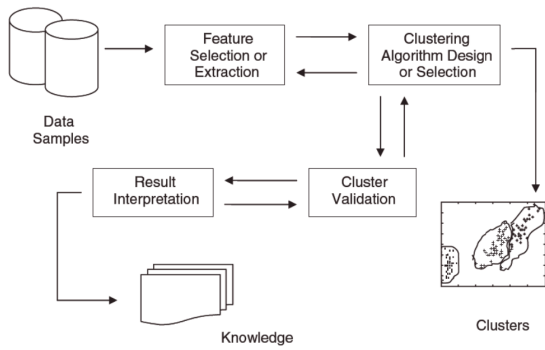 Feature
Selection or
Extraction
Clustering
Algorithm Design
or Selection
Data
Samples
Result
Interpretation
Cluster
Validation
Knowledge
Clusters